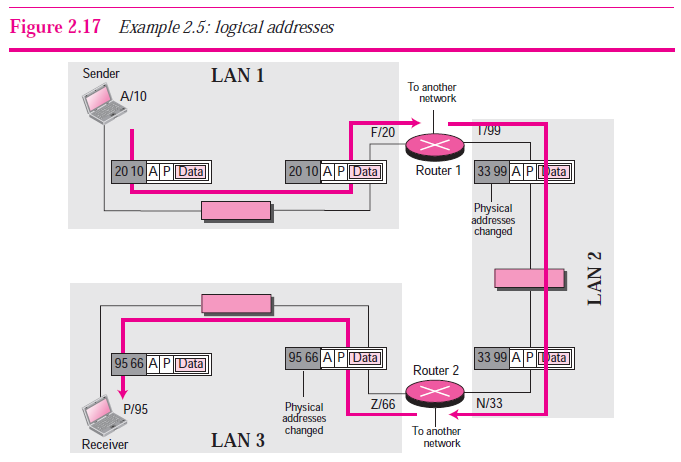 Figure 2.17 Example 2.5: logical addresses
Sender
LAN 1
A/10
To another
network
F/20
T/99
20 10 A P Data
20 10 A P Data
Router 1
33 99 A P Data
Physical
addresses
changed
LAN 2
95 66 A P Data
95 66 A P Data
33 99 A P Data
Router 2
P/95
Physical
addresses
changed
Z/66
N/33
To another
network
Receiver
LAN 3